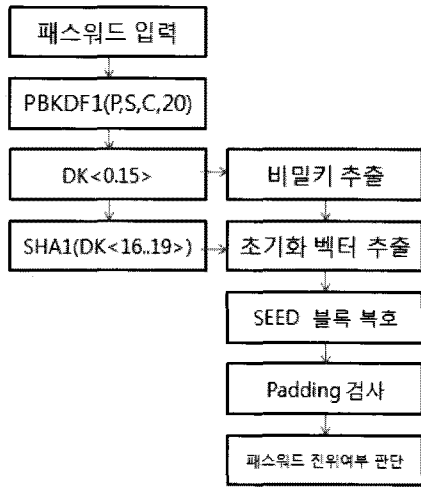 패스워드 입력
PBKDF1(P,S,C,20)
DK<0.15>
비밀키 추출
SHA1(DK<16..19>)
초기화 벡터 추출
SEED 블록 복호
Padding 검사
패스워드 진위여부 판단